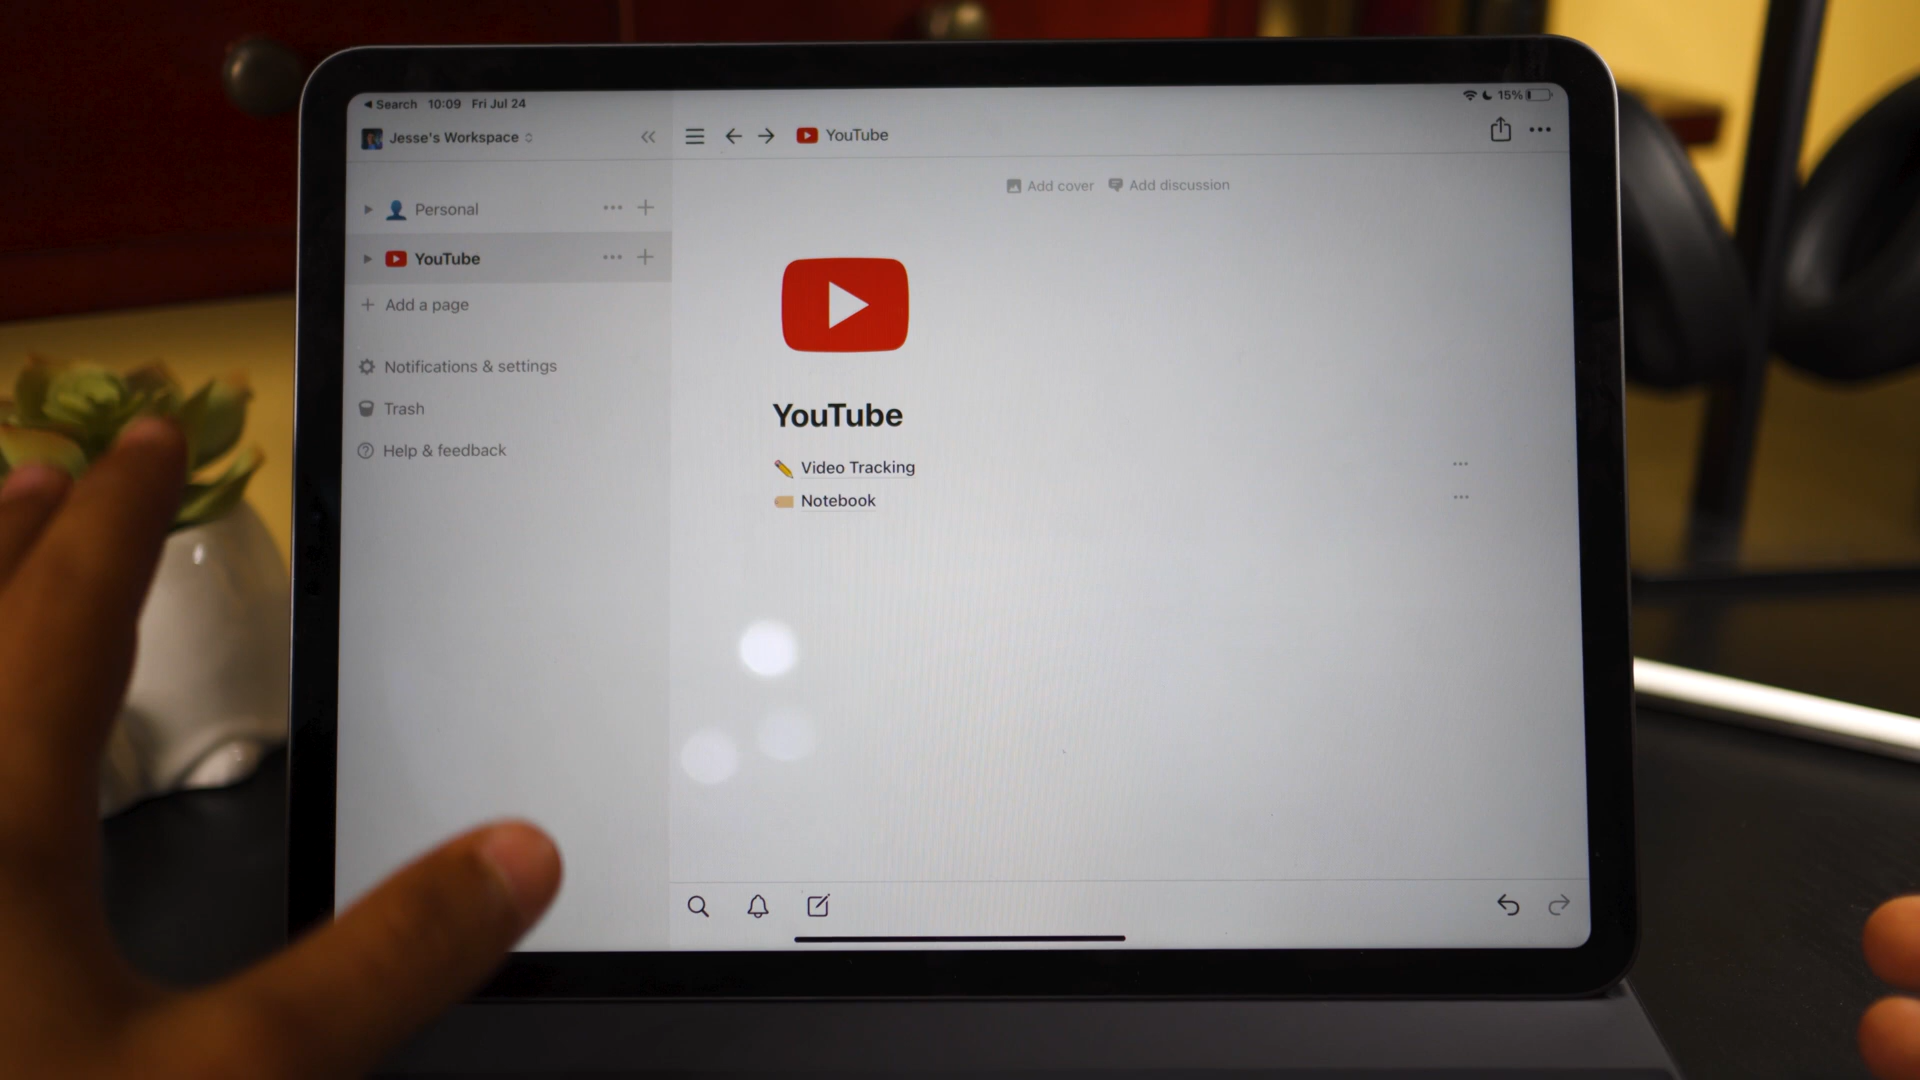 Search 10:09 Fri Jul 24
15%
Jesse's Workspace
YouTube
Add cover Add discussion
Personal
YouTube
Add a page
Notifications & settings
Trash
Help & feedback
YouTube
Video Tracking
Notebook